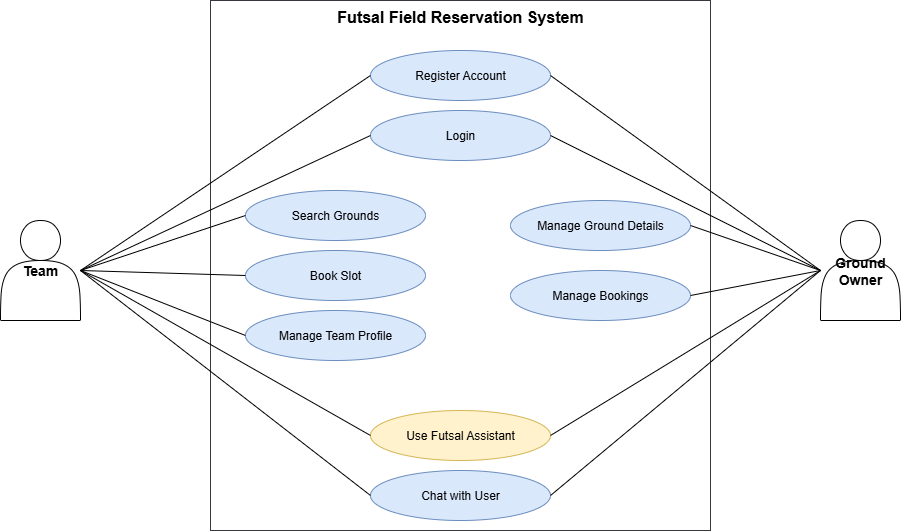 Futsal Field Reservation System
Register Account
Login
Search Grounds
Manage Ground Details
Team
Book Slot
Ground
Owner
Manage Bookings
Manage Team Profile
Use Futsal Assistant
Chat with User